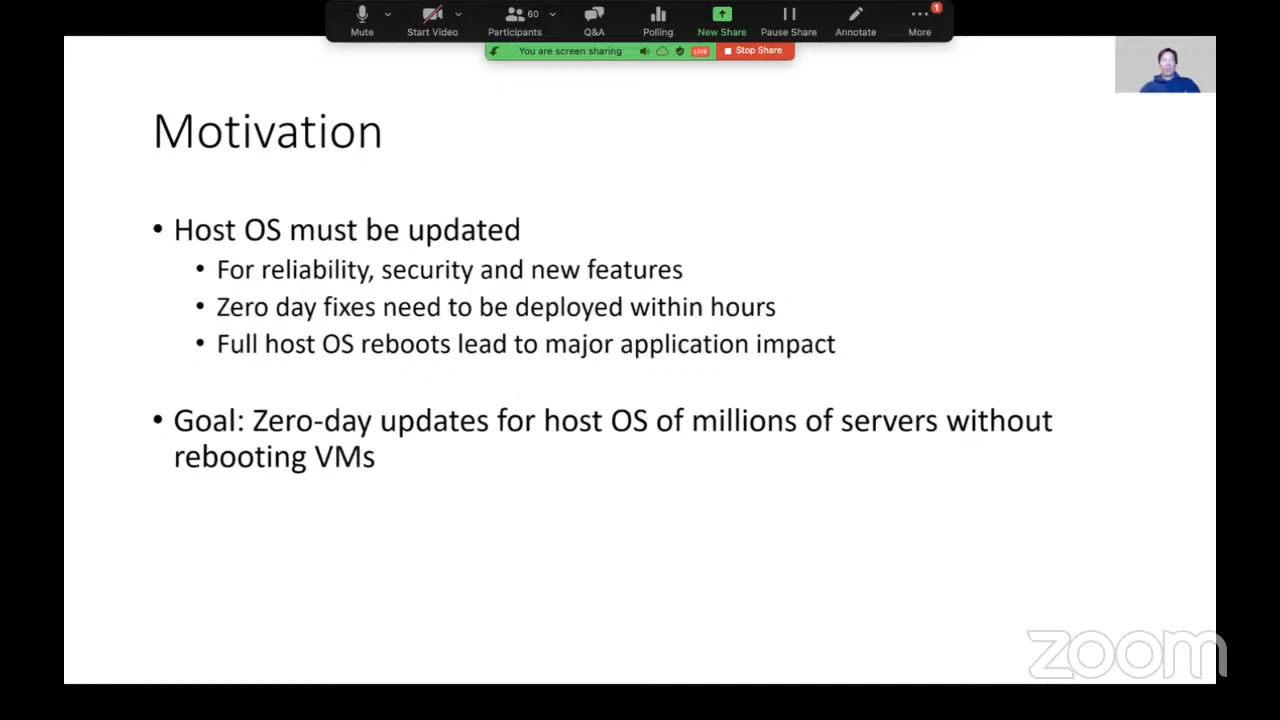 60
1
Mute
Start Video
Participants
Q&A
Polling
New Share
Pause Share
Annotate
More
You are screen sharing
LIVE
Stop Share
Motivation
• Host OS must be updated
• For reliability, security and new features
• Zero day fixes need to be deployed within hours
• Full host OS reboots lead to major application impact
• Goal: Zero-day updates for host OS of millions of servers without
rebooting VMs
zoom